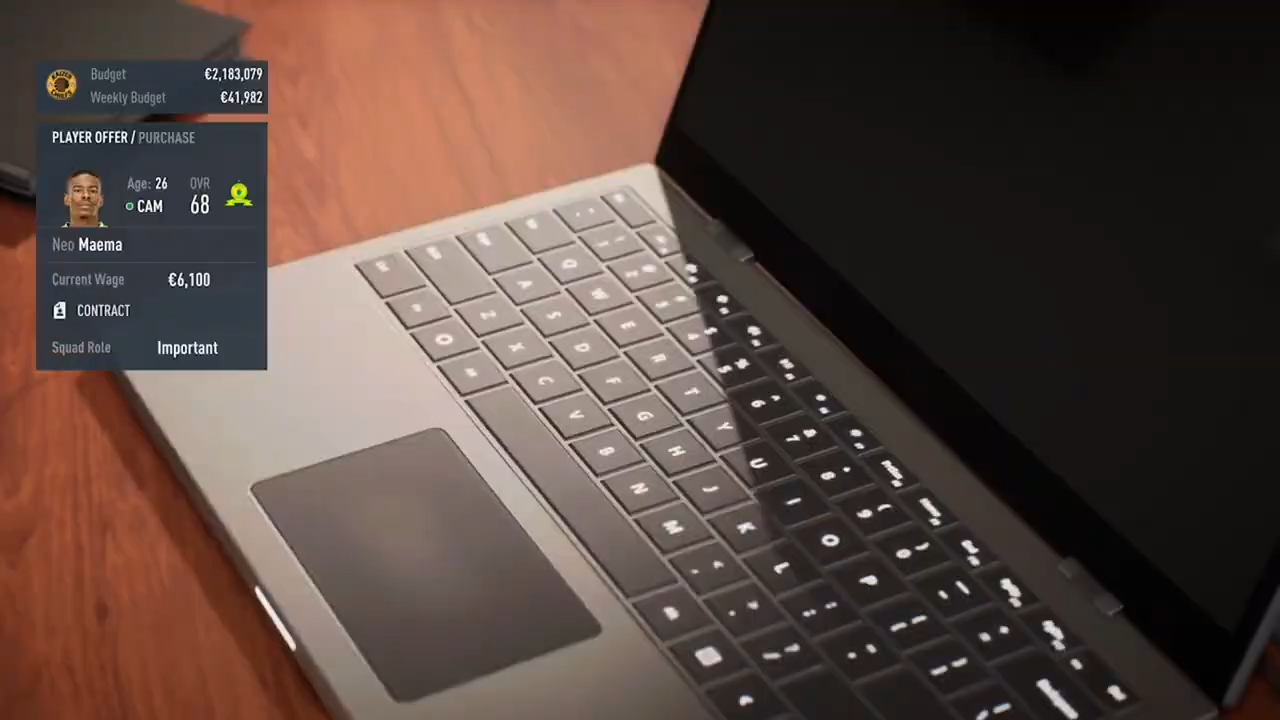 Budget €2,183,079
Weekly Budget €41,982
PLAYER OFFER / PURCHASE
Age: 26 OVR
CAM 68
Neo Maema
Current Wage €6,100
CONTRACT
Squad Role Important
Q
A W
Z S E
X D R
C F T
V G Y
B H U
N J I
M K O
L P